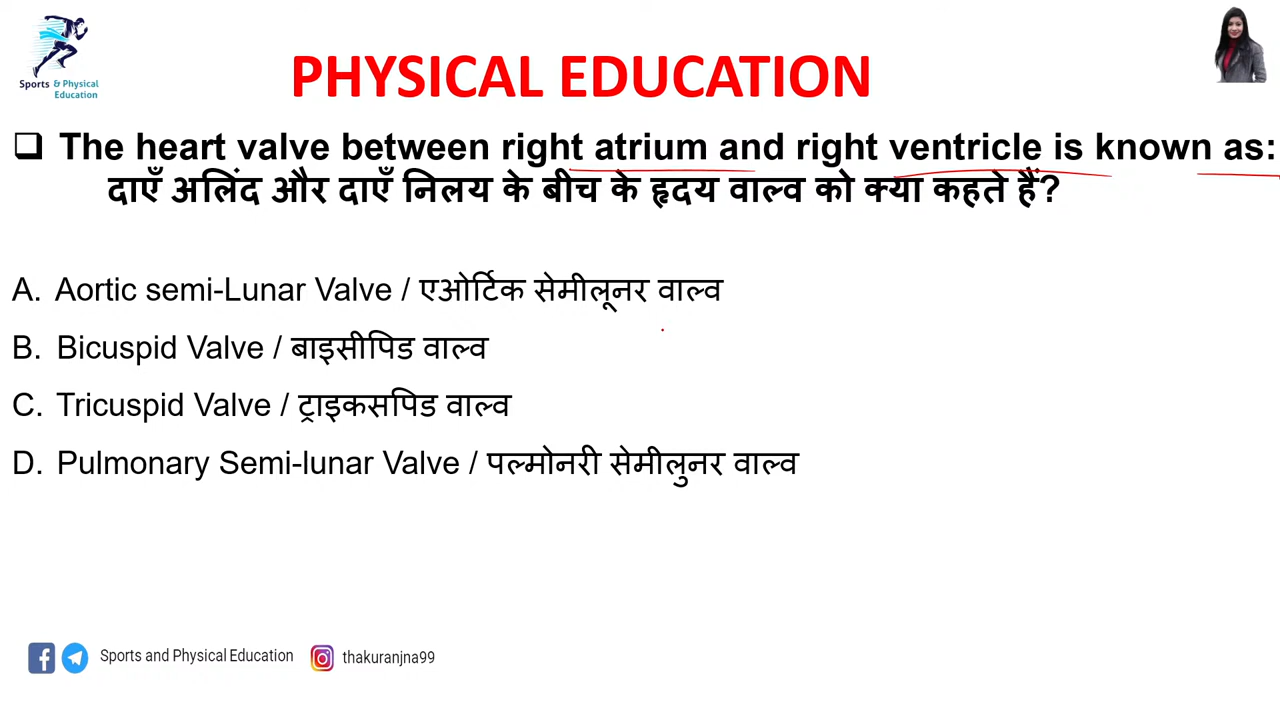 Sports & Physical
Education
PHYSICAL EDUCATION
❑ The heart valve between right atrium and right ventricle is known as:
दाएँ अलिंद और दाएँ निलय के बीच के हृदय वाल्व को क्या कहते हैं?
A. Aortic semi-Lunar Valve / एओर्टिक सेमीलूनर वाल्व
B. Bicuspid Valve / बाइसीपिड वाल्व
C. Tricuspid Valve / ट्राइकसपिड वाल्व
D. Pulmonary Semi-lunar Valve / पल्मोनरी सेमीलुनर वाल्व
Sports and Physical Education thakuranjna99